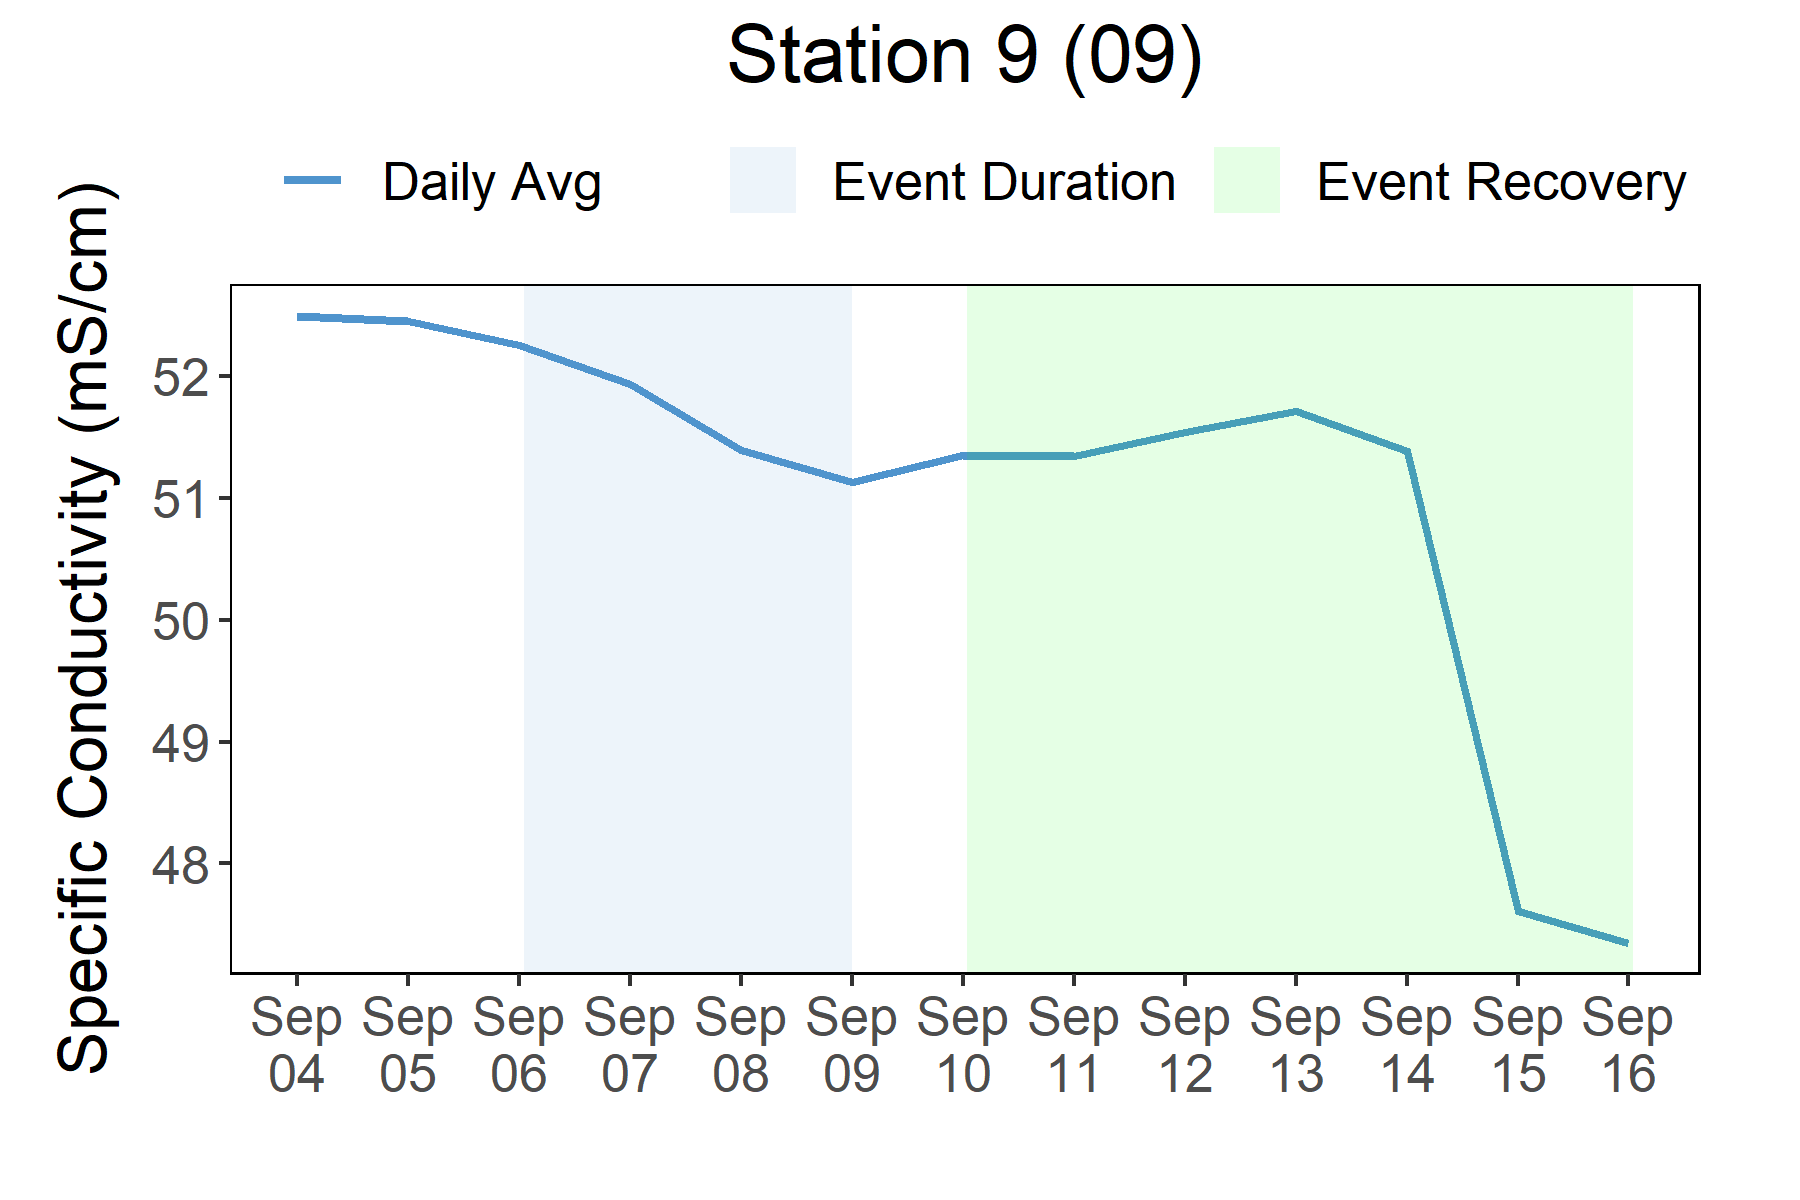 Station 9 (09)
Daily Avg
Event Duration
Event Recovery
Specific Conductivity (mS/cm)
52
51
50
49
48
Sep 04
Sep 05
Sep 06
Sep 07
Sep 08
Sep 09
Sep 10
Sep 11
Sep 12
Sep 13
Sep 14
Sep 15
Sep 16